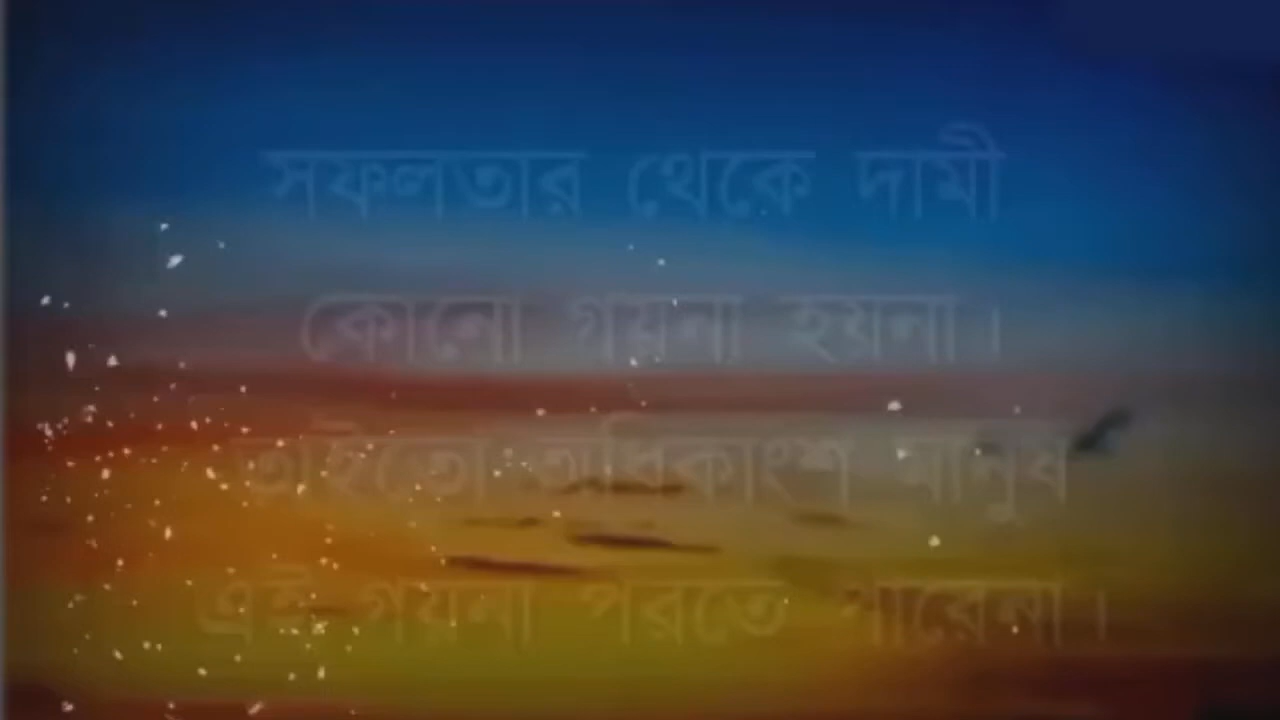 সফলতার থেকে দামী
কোনো গয়না হয়না।
তাইতো অধিকাংশ মানুষ
এই গয়না পরতে পারেনা।